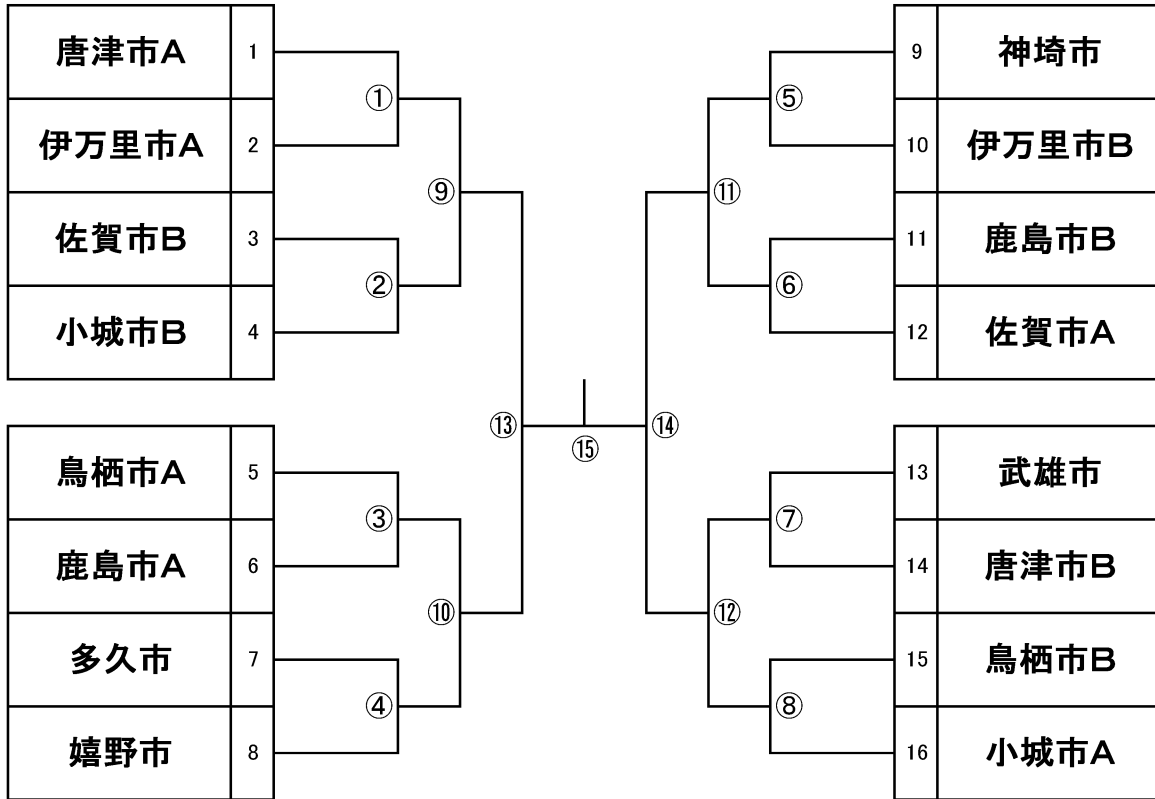 唐津市A 1
伊万里市A 2
佐賀市B 3
小城市B 4
鳥栖市A 5
鹿島市A 6
多久市 7
嬉野市 8
①
②
③
④
⑨
⑩
⑬
⑮
⑭
⑪
⑫
⑤
⑥
⑦
⑧
9 神埼市
10 伊万里市B
11 鹿島市B
12 佐賀市A
13 武雄市
14 唐津市B
15 鳥栖市B
16 小城市A